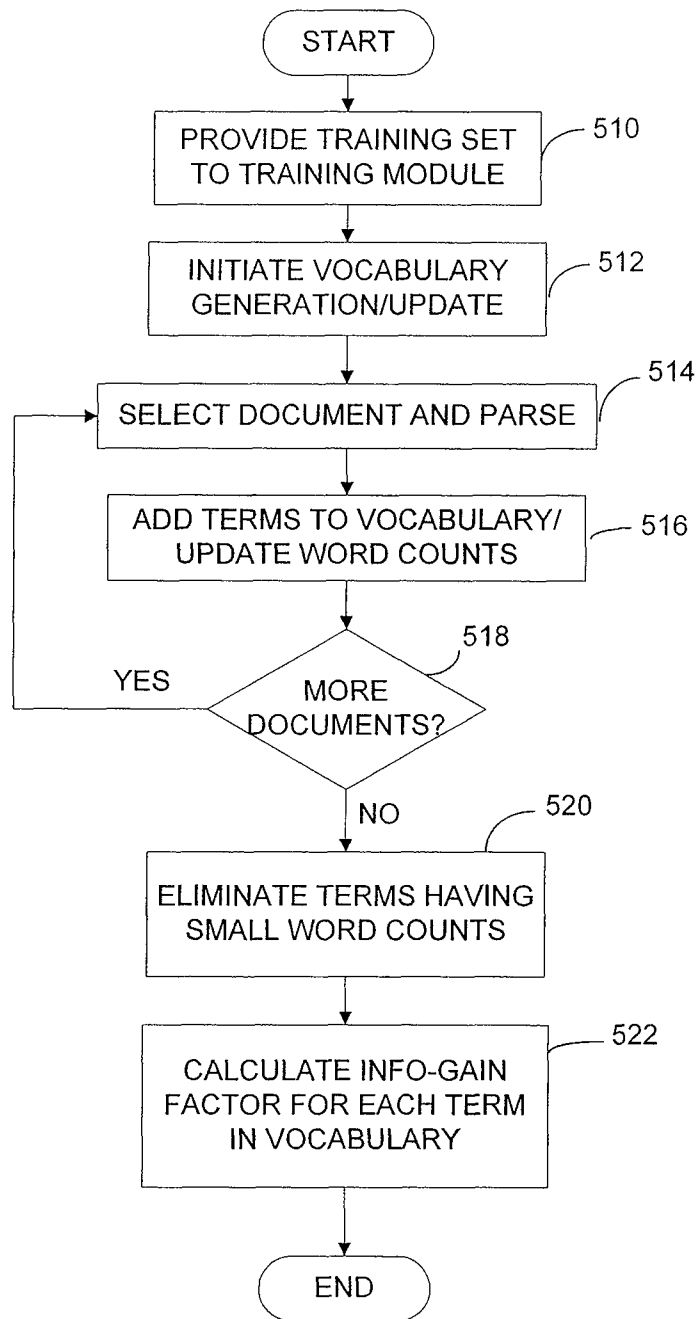 START
PROVIDE TRAINING SET
TO TRAINING MODULE
510
INITIATE VOCABULARY
GENERATION/UPDATE
512
SELECT DOCUMENT AND PARSE
514
ADD TERMS TO VOCABULARY/
UPDATE WORD COUNTS
516
518
YES
MORE
DOCUMENTS?
NO
520
ELIMINATE TERMS HAVING
SMALL WORD COUNTS
522
CALCULATE INFO-GAIN
FACTOR FOR EACH TERM
IN VOCABULARY
END